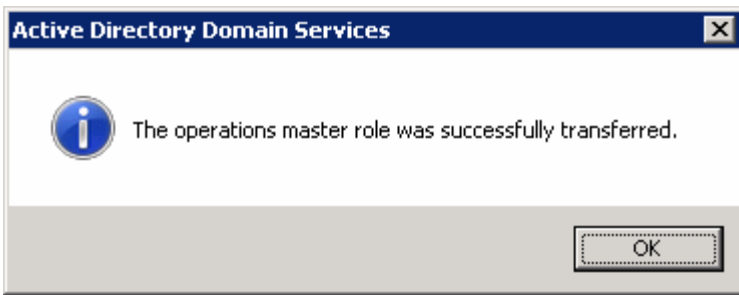 Active Directory Domain Services
The operations master role was successfully transferred.
OK